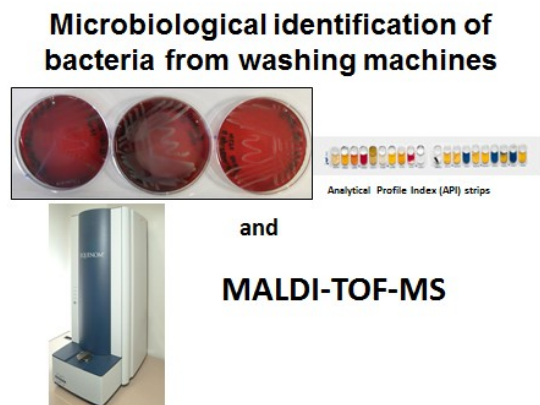 Microbiological identification of
bacteria from washing machines
Analytical Profile Index (API) strips
and
MALDI-TOF-MS